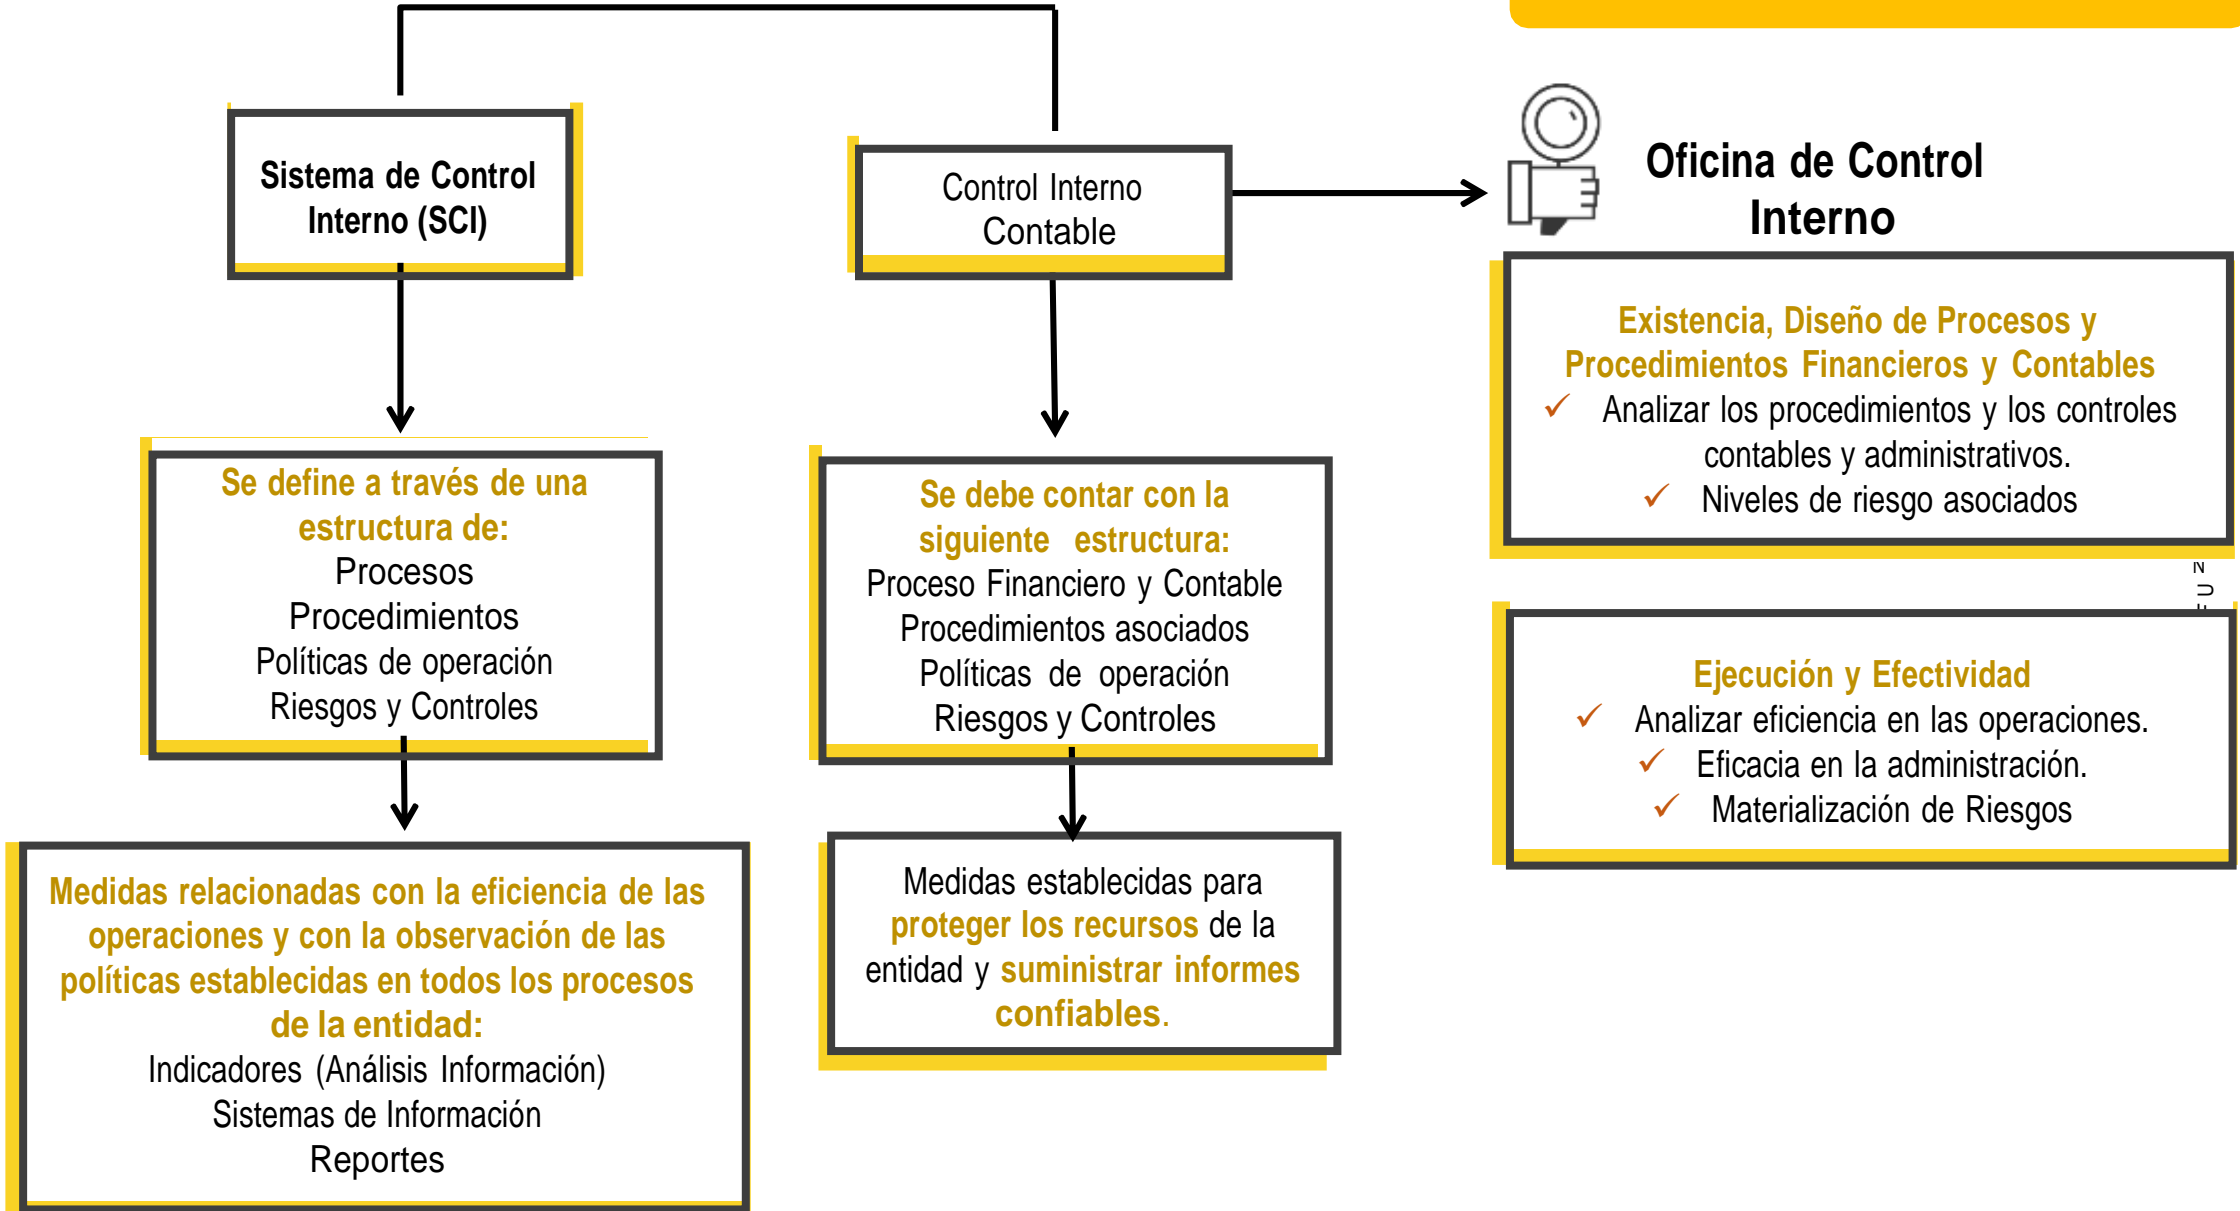 Sistema de Control
Interno (SCI)
Control Interno
Contable
Oficina de Control
Interno
Se define a través de una
estructura de:
Procesos
Procedimientos
Políticas de operación
Riesgos y Controles
Se debe contar con la
siguiente estructura:
Proceso Financiero y Contable
Procedimientos asociados
Políticas de operación
Riesgos y Controles
Existencia, Diseño de Procesos y
Procedimientos Financieros y Contables
✓ Analizar los procedimientos y los controles
contables y administrativos.
✓ Niveles de riesgo asociados
Ejecución y Efectividad
✓ Analizar eficiencia en las operaciones.
✓ Eficacia en la administración.
✓ Materialización de Riesgos
Medidas relacionadas con la eficiencia de las
operaciones y con la observación de las
políticas establecidas en todos los procesos
de la entidad:
Indicadores (Análisis Información)
Sistemas de Información
Reportes
Medidas establecidas para
proteger los recursos de la
entidad y suministrar informes
confiables.